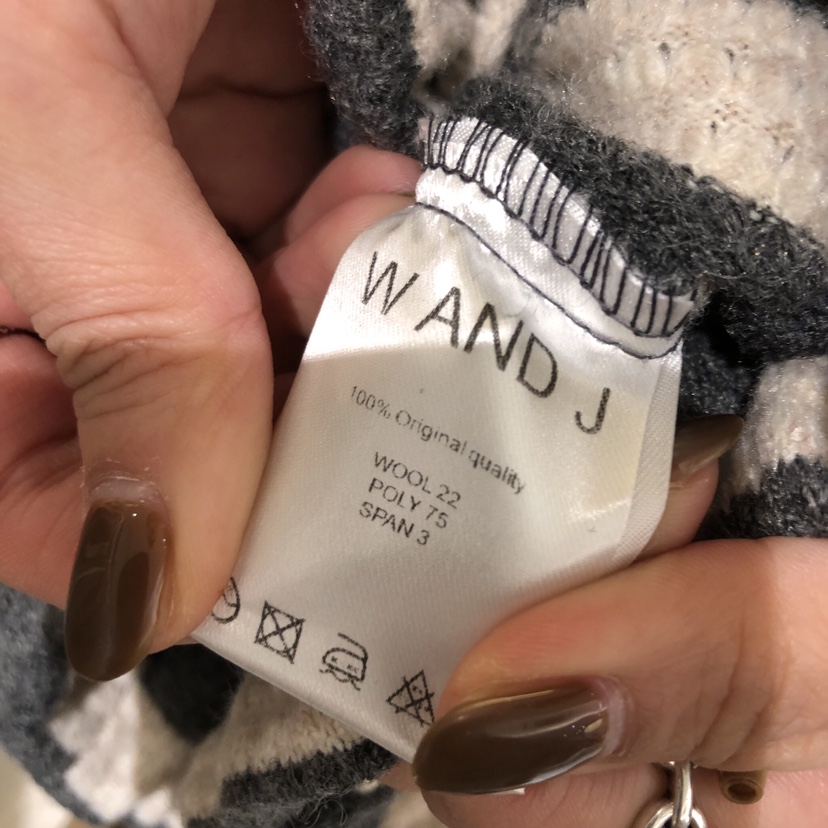 W AND J
100% Original quality
WOOL 22
POLY 75
SPAN 3